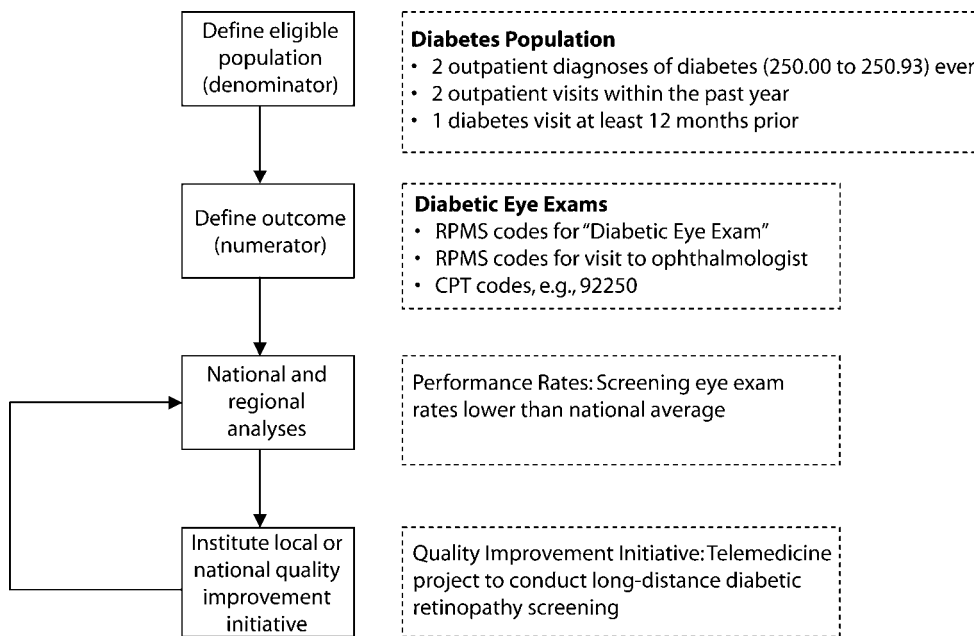 Define eligible
population
(denominator)
Diabetes Population
• 2 outpatient diagnoses of diabetes (250.00 to 250.93) ever
• 2 outpatient visits within the past year
• 1 diabetes visit at least 12 months prior
Define outcome
(numerator)
Diabetic Eye Exams
• RPMS codes for “Diabetic Eye Exam”
• RPMS codes for visit to ophthalmologist
• CPT codes, e.g., 92250
National and
regional
analyses
Performance Rates: Screening eye exam
rates lower than national average
Institute local or
national quality
improvement
initiative
Quality Improvement Initiative: Telemedicine
project to conduct long-distance diabetic
retinopathy screening